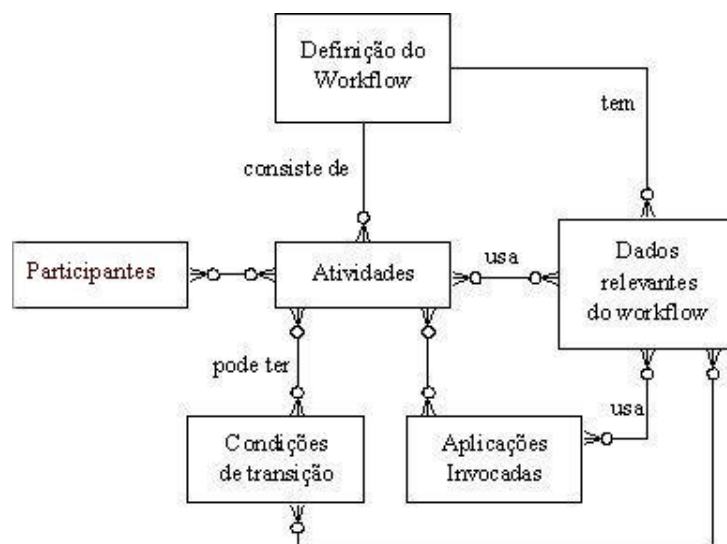 Definição do
Workflow
tem
consiste de
Participantes
Atividades
usa
Dados
relevantes
do workflow
pode ter
usa
Condições
de transição
Aplicações
Invocadas